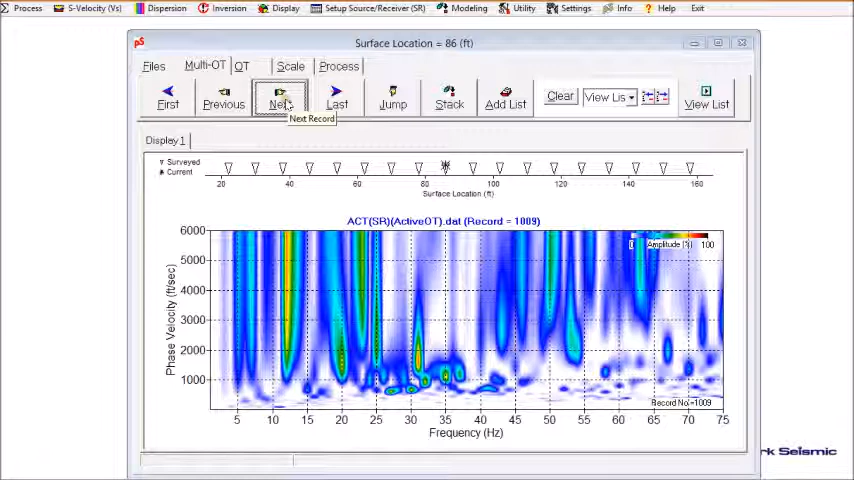 Process S-Velocity (Vs) Dispersion Inversion Display Setup Source/Receiver (SR) Modeling Utility Settings Info Help Exit
pS Surface Location = 86 (ft)
Files Multi-OT OT Scale Process
First Previous Next Last Jump Stack Add List Clear View Lis View List
Next Record
Display1
Surveyed
Current
20 40 60 80 100 120 140 160
Surface Location (ft)
ACT(SR)(ActiveOT).dat (Record = 1009)
0 Amplitude (%) 100
6000
5000
4000
3000
2000
1000
Phase Velocity (ft/sec)
Record No.=1009
5 10 15 20 25 30 35 40 45 50 55 60 65 70 75
Frequency (Hz)
rk Seismic